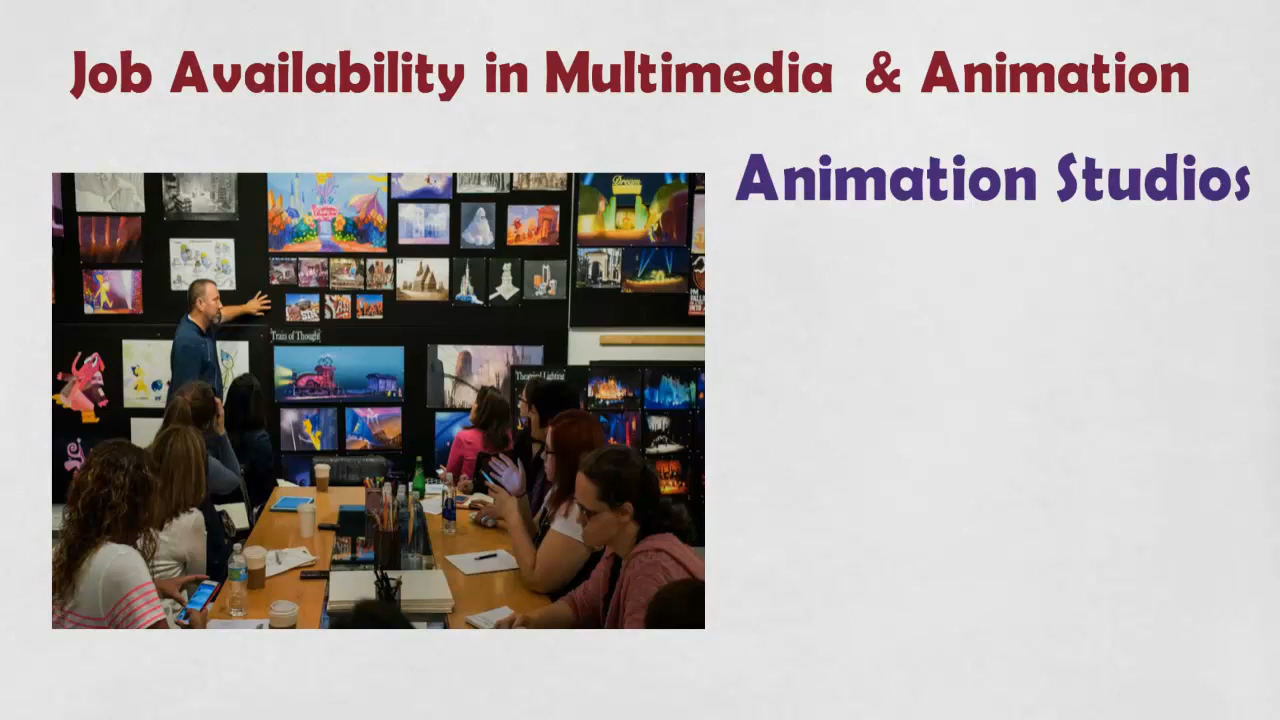 Job Availability in Multimedia & Animation
Animation Studios
Train of Thought
Theatrical Lighting